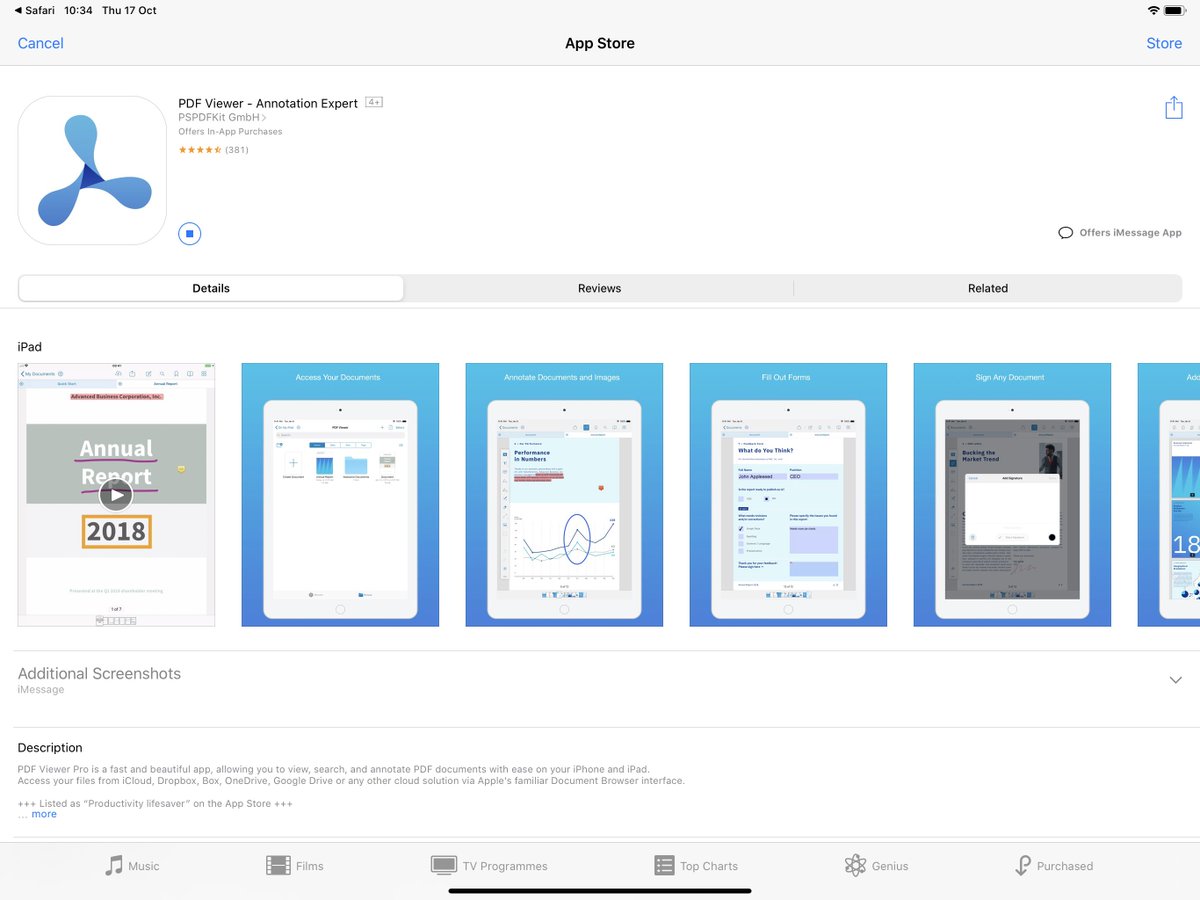 Safari 10:34 Thu 17 Oct
Cancel
App Store
Store
PDF Viewer - Annotation Expert 4+
PSPDFKit GmbH
Offers In-App Purchases
(381)
Offers iMessage App
Details
Reviews
Related
iPad
My Documents
Quick Start
Annual Report
Advanced Business Corporation, Inc.
Annual
Report
2018
Presented at the Q1 2019 shareholder meeting
1 of 7
Access Your Documents
PDF Viewer
Annotate Documents and Images
Performance
in Numbers
Fill Out Forms
What do You Think?
Full Name
Position
John Appleseed
CEO
Sign Any Document
Bucking the
Market Trend
Add Signature
18
Additional Screenshots
iMessage
Description
PDF Viewer Pro is a fast and beautiful app, allowing you to view, search, and annotate PDF documents with ease on your iPhone and iPad.
Access your files from iCloud, Dropbox, Box, OneDrive, Google Drive or any other cloud solution via Apple's familiar Document Browser interface.
+++ Listed as “Productivity lifesaver” on the App Store +++
... more
Music
Films
TV Programmes
Top Charts
Genius
Purchased